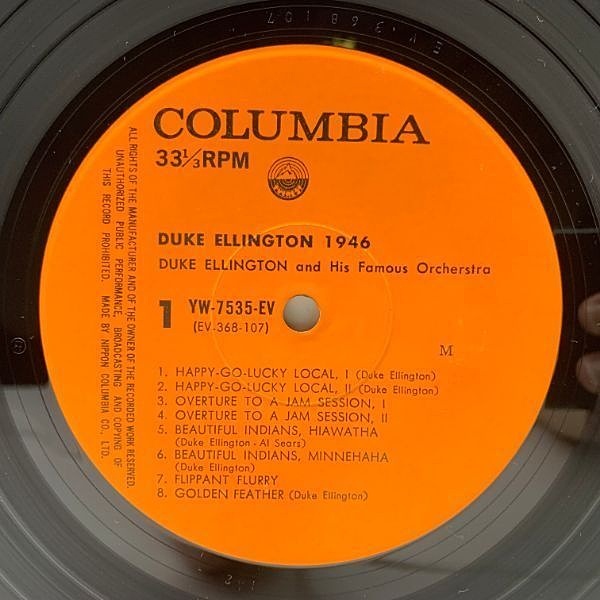 COLUMBIA
33⅓RPM
DUKE ELLINGTON 1946
DUKE ELLINGTON and His Famous Orcherstra
1 YW-7535-EV
(EV-368-107)
M
1. HAPPY-GO-LUCKY LOCAL, I (Duke Ellington)
2. HAPPY-GO-LUCKY LOCAL, II (Duke Ellington)
3. OVERTURE TO A JAM SESSION, I
4. OVERTURE TO A JAM SESSION, II
5. BEAUTIFUL INDIANS, HIAWATHA
(Duke Ellington - Al Sears)
6. BEAUTIFUL INDIANS, MINNEHAHA
(Duke Ellington)
7. FLIPPANT FLURRY
8. GOLDEN FEATHER (Duke Ellington)
ALL RIGHTS OF THE MANUFACTURER AND OF THE OWNER OF THE RECORDED WORK RESERVED.
UNAUTHORIZED PUBLIC PERFORMANCE, BROADCASTING AND COPYING OF
THIS RECORD PROHIBITED. MADE BY NIPPON COLUMBIA CO., LTD.